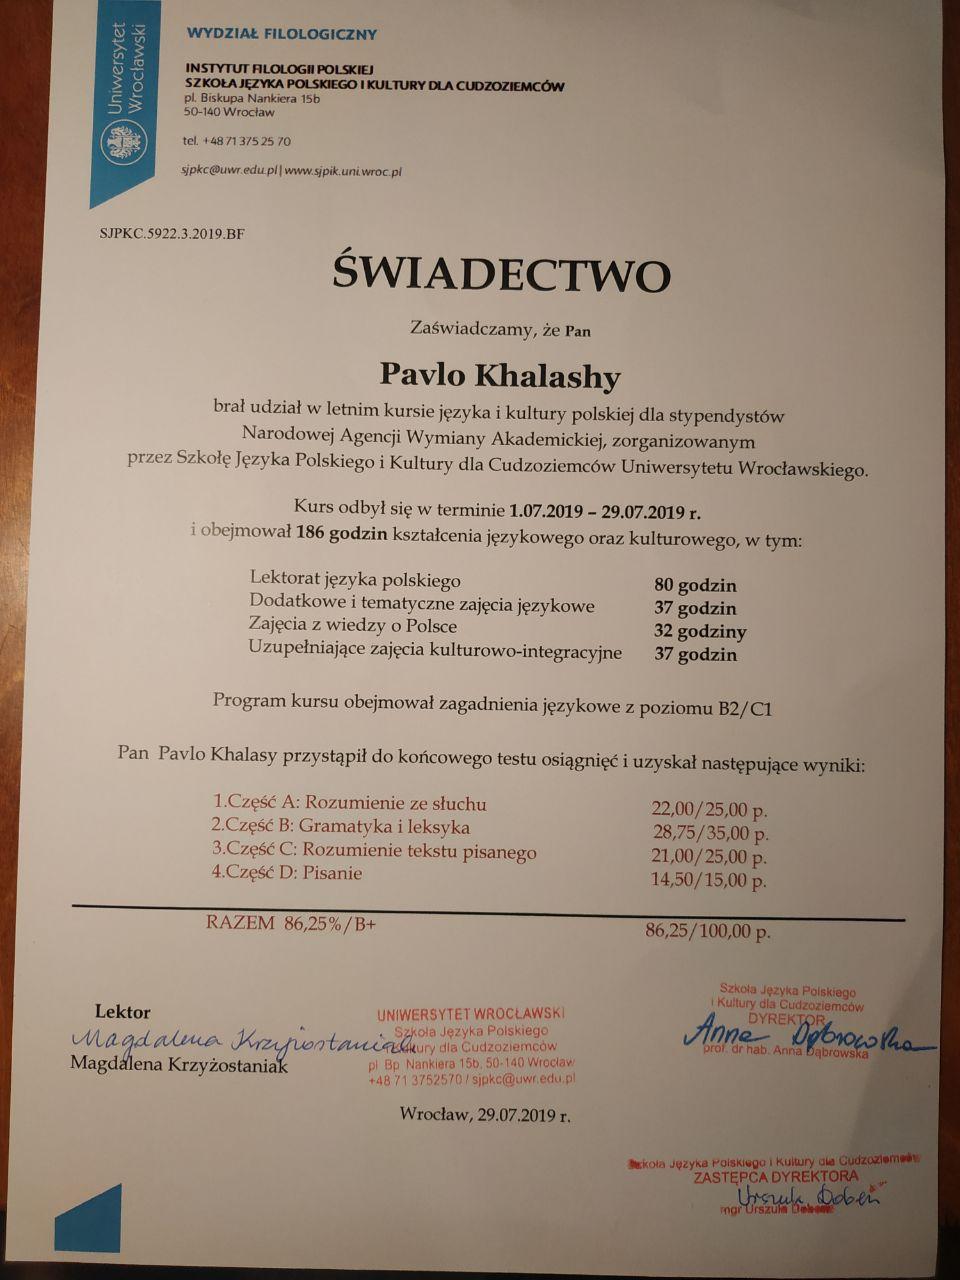 Uniwersytet
Wrocławski
WYDZIAŁ FILOLOGICZNY
INSTYTUT FILOLOGII POLSKIEJ
SZKOŁA JĘZYKA POLSKIEGO I KULTURY DLA CUDZOZIEMCÓW
pl. Biskupa Nankiera 15b
50-140 Wrocław
tel. +48 71 375 25 70
sjpkc@uwr.edu.pl | www.sjpik.uni.wroc.pl
SJPKC.5922.3.2019.BF
ŚWIADECTWO
Zaświadczamy, że Pan
Pavlo Khalashy
brał udział w letnim kursie języka i kultury polskiej dla stypendystów
Narodowej Agencji Wymiany Akademickiej, zorganizowanym
przez Szkołę Języka Polskiego i Kultury dla Cudzoziemców Uniwersytetu Wrocławskiego.
Kurs odbył się w terminie 1.07.2019 – 29.07.2019 r.
i obejmował 186 godzin kształcenia językowego oraz kulturowego, w tym:
Lektorat języka polskiego 80 godzin
Dodatkowe i tematyczne zajęcia językowe 37 godzin
Zajęcia z wiedzy o Polsce 32 godziny
Uzupełniające zajęcia kulturowo-integracyjne 37 godzin
Program kursu obejmował zagadnienia językowe z poziomu B2/C1
Pan Pavlo Khalasy przystąpił do końcowego testu osiągnięć i uzyskał następujące wyniki:
1.Część A: Rozumienie ze słuchu 22,00/25,00 p.
2.Część B: Gramatyka i leksyka 28,75/35,00 p.
3.Część C: Rozumienie tekstu pisanego 21,00/25,00 p.
4.Część D: Pisanie 14,50/15,00 p.
RAZEM 86,25%/B+ 86,25/100,00 p.
Lektor
Magdalena Krzyżostaniak
Magdalena Krzyżostaniak
UNIWERSYTET WROCŁAWSKI
Szkoła Języka Polskiego
i Kultury dla Cudzoziemców
pl Bp Nankiera 15b, 50-140 Wrocław
+48 71 3752570 / sjpkc@uwr.edu.pl
Szkoła Języka Polskiego
i Kultury dla Cudzoziemców
DYREKTOR
Anna Dąbrowska
prof. dr hab. Anna Dąbrowska
Wrocław, 29.07.2019 r.
Szkoła Języka Polskiego i Kultury dla Cudzoziemców
ZASTĘPCA DYREKTORA
Urszula Dobeń
mgr Urszula